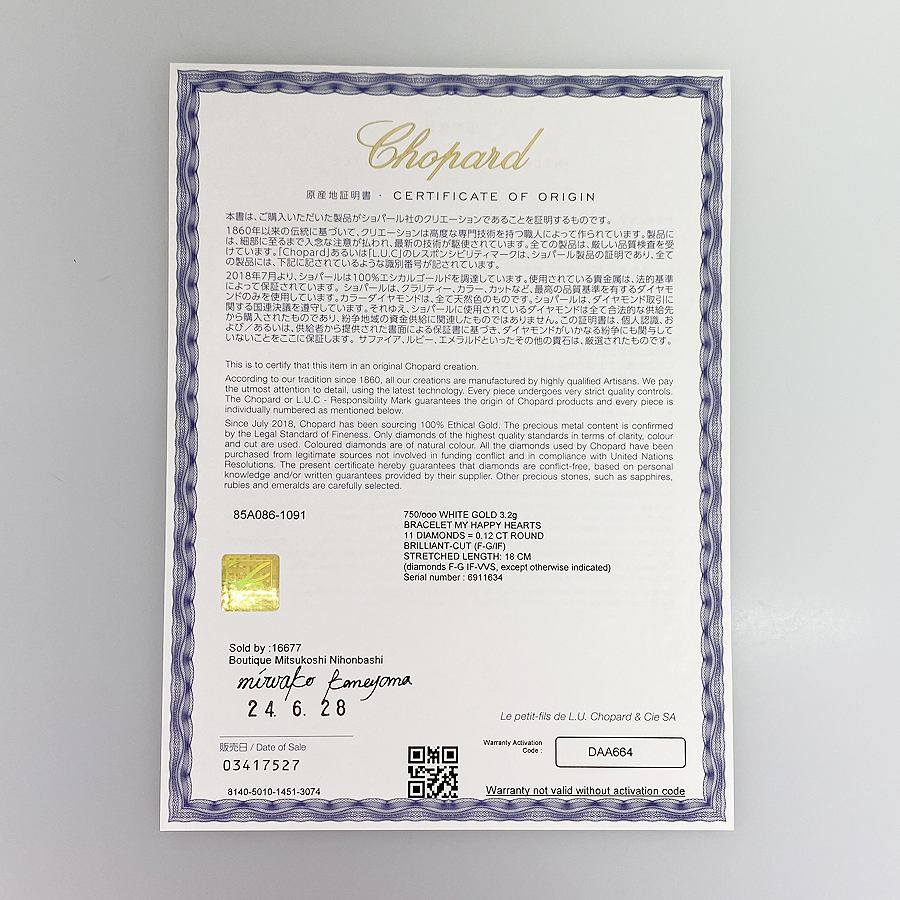 Chopard
原産地証明書 · CERTIFICATE OF ORIGIN
本書は、ご購入いただいた製品がショパール社のクリエーションであることを証明するものです。
1860年以来の伝統に基づいて、クリエーションは高度な専門技術を持つ職人によって作られています。製品に
は、細部に至るまで入念な注意が払われ、最新の技術が駆使されています。全ての製品は、厳しい品質検査を受
けています。「Chopard」あるいは「L.U.C」のレスポンシビリティマークは、ショパール製品の証明であり、全て
の製品には、下記に記されているような識別番号が記されています。
2018年7月より、ショパールは100%エシカルゴールドを調達しています。使用されている貴金属は、法的基準
によって保証されています。ショパールは、クラリティー、カラー、カットなど、最高の品質基準を有するダイヤモ
ンドのみを使用しています。カラーダイヤモンドは、全て天然色のものです。ショパールは、ダイヤモンド取引に
関する国連決議を遵守しています。それゆえ、ショパールに使用されているダイヤモンドは全て合法的な供給先
から購入されたものであり、紛争地域の資金供給に関連したものではありません。この証明書は、個人認識、お
よび／あるいは、供給者から提供された書面による保証書に基づき、ダイヤモンドがいかなる紛争にも関与して
いないことをここに保証します。サファイア、ルビー、エメラルドといったその他の貴石は、厳選されたものです。
This is to certify that this item in an original Chopard creation.
According to our tradition since 1860, all our creations are manufactured by highly qualified Artisans. We pay
the utmost attention to detail, using the latest technology. Every piece undergoes very strict quality controls.
The Chopard or L.U.C - Responsibility Mark guarantees the origin of Chopard products and every piece is
individually numbered as mentioned below.
Since July 2018, Chopard has been sourcing 100% Ethical Gold. The precious metal content is confirmed
by the Legal Standard of Fineness. Only diamonds of the highest quality standards in terms of clarity, colour
and cut are used. Coloured diamonds are of natural colour. All the diamonds used by Chopard have been
purchased from legitimate sources not involved in funding conflict and in compliance with United Nations
Resolutions. The present certificate hereby guarantees that diamonds are conflict-free, based on personal
knowledge and/or written guarantees provided by their supplier. Other precious stones, such as sapphires,
rubies and emeralds are carefully selected.
85A086-1091
750/ooo WHITE GOLD 3.2g
BRACELET MY HAPPY HEARTS
11 DIAMONDS = 0.12 CT ROUND
BRILLIANT-CUT (F-G/IF)
STRETCHED LENGTH: 18 CM
(diamonds F-G IF-VVS, except otherwise indicated)
Serial number : 6911634
Sold by :16677
Boutique Mitsukoshi Nihonbashi
miwako Kameyama
24. 6. 28
Le petit-fils de L.U. Chopard & Cie SA
販売日 / Date of Sale
03417527
8140-5010-1451-3074
Warranty Activation
Code :
DAA664
Warranty not valid without activation code